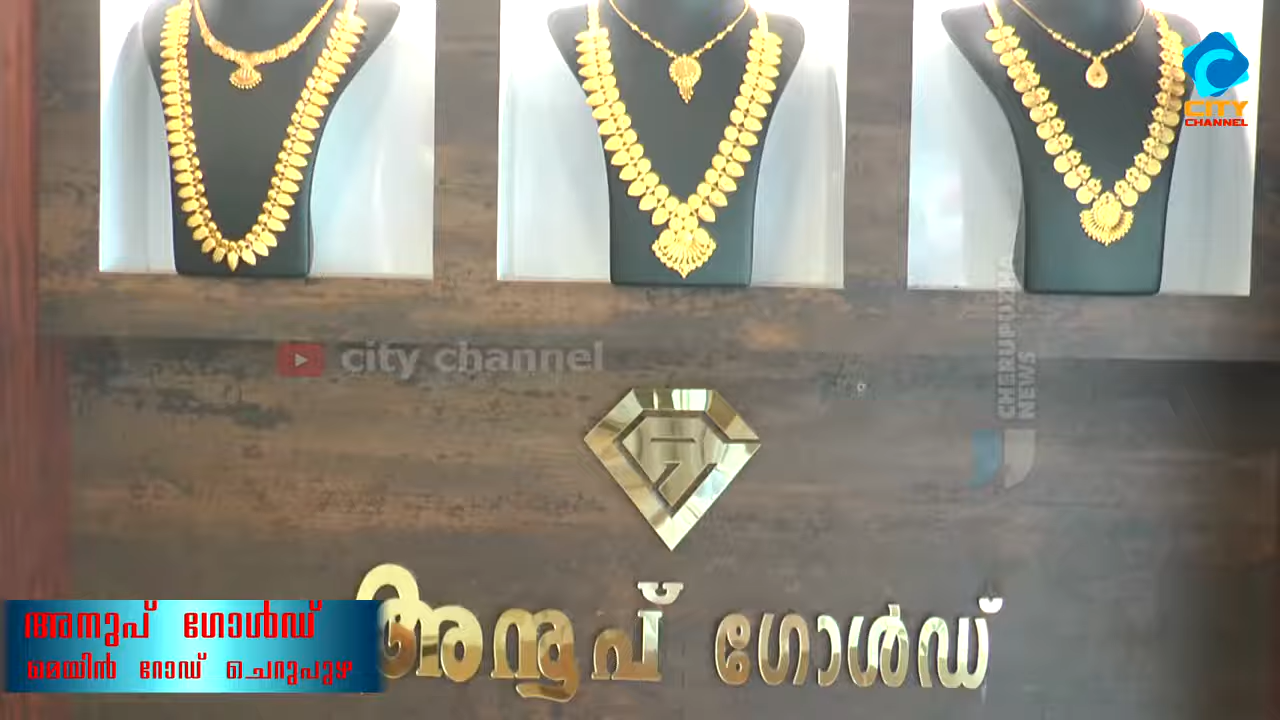 CITY
CHANNEL
city channel
CHERUPUZHA
NEWS
അനൂപ് ഗോൾഡ്
അനൂപ് ഗോൾഡ്
മെയിൻ റോഡ് ചെറുപുഴ